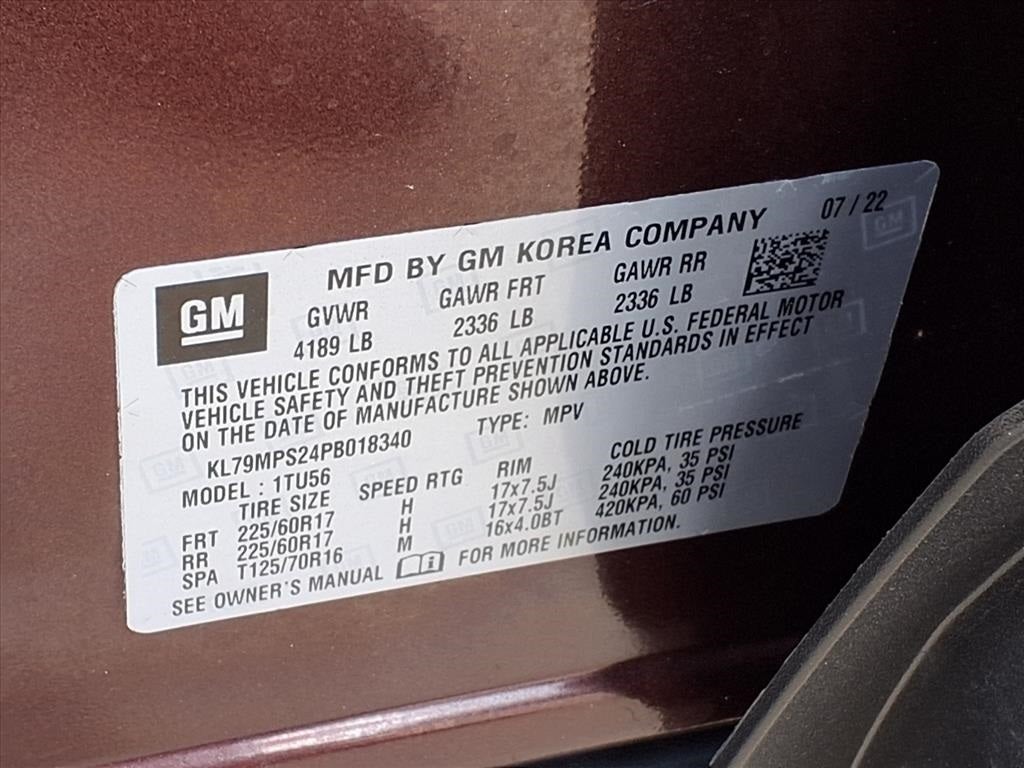 MFD BY GM KOREA COMPANY 07 / 22
GM
GVWR GAWR FRT GAWR RR
4189 LB 2336 LB 2336 LB
THIS VEHICLE CONFORMS TO ALL APPLICABLE U.S. FEDERAL MOTOR
VEHICLE SAFETY AND THEFT PREVENTION STANDARDS IN EFFECT
ON THE DATE OF MANUFACTURE SHOWN ABOVE.
KL79MPS24PB018340 TYPE: MPV
MODEL : 1TU56
TIRE SIZE SPEED RTG RIM COLD TIRE PRESSURE
FRT 225/60R17 H 17x7.5J 240KPA, 35 PSI
RR 225/60R17 H 17x7.5J 240KPA, 35 PSI
SPA T125/70R16 M 16x4.0BT 420KPA, 60 PSI
SEE OWNER'S MANUAL FOR MORE INFORMATION.